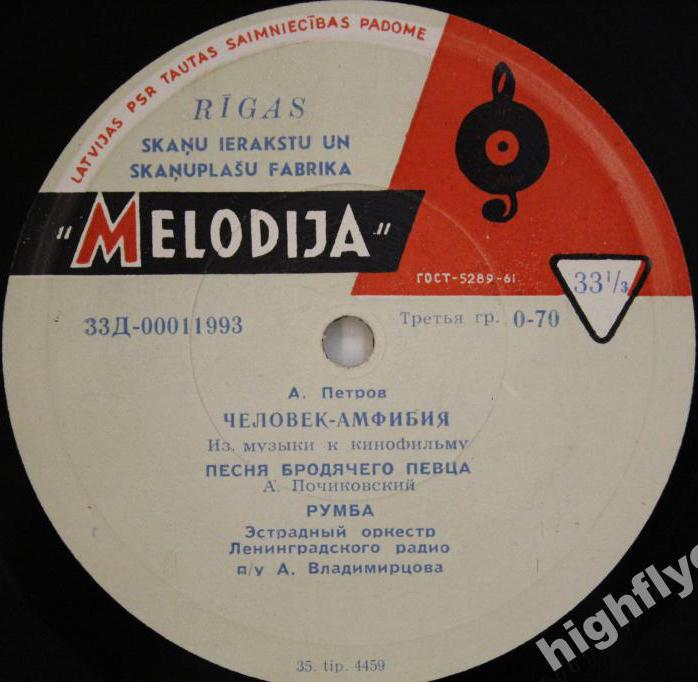 LATVIJAS PSR TAUTAS SAIMNIECĪBAS PADOME
RĪGAS
SKAŅU IERAKSTU UN
SKAŅUPLAŠU FABRIKA
"MELODIJA"
ГОСТ-5289-61
33 1/3
33Д-00011993
Третья гр. 0-70
А. Петров
ЧЕЛОВЕК-АМФИБИЯ
Из. музыки к кинофильму
ПЕСНЯ БРОДЯЧЕГО ПЕВЦА
А. Почиковский
РУМБА
Эстрадный оркестр
Ленинградского радио
п/у А. Владимирцова
35. tip. 4459